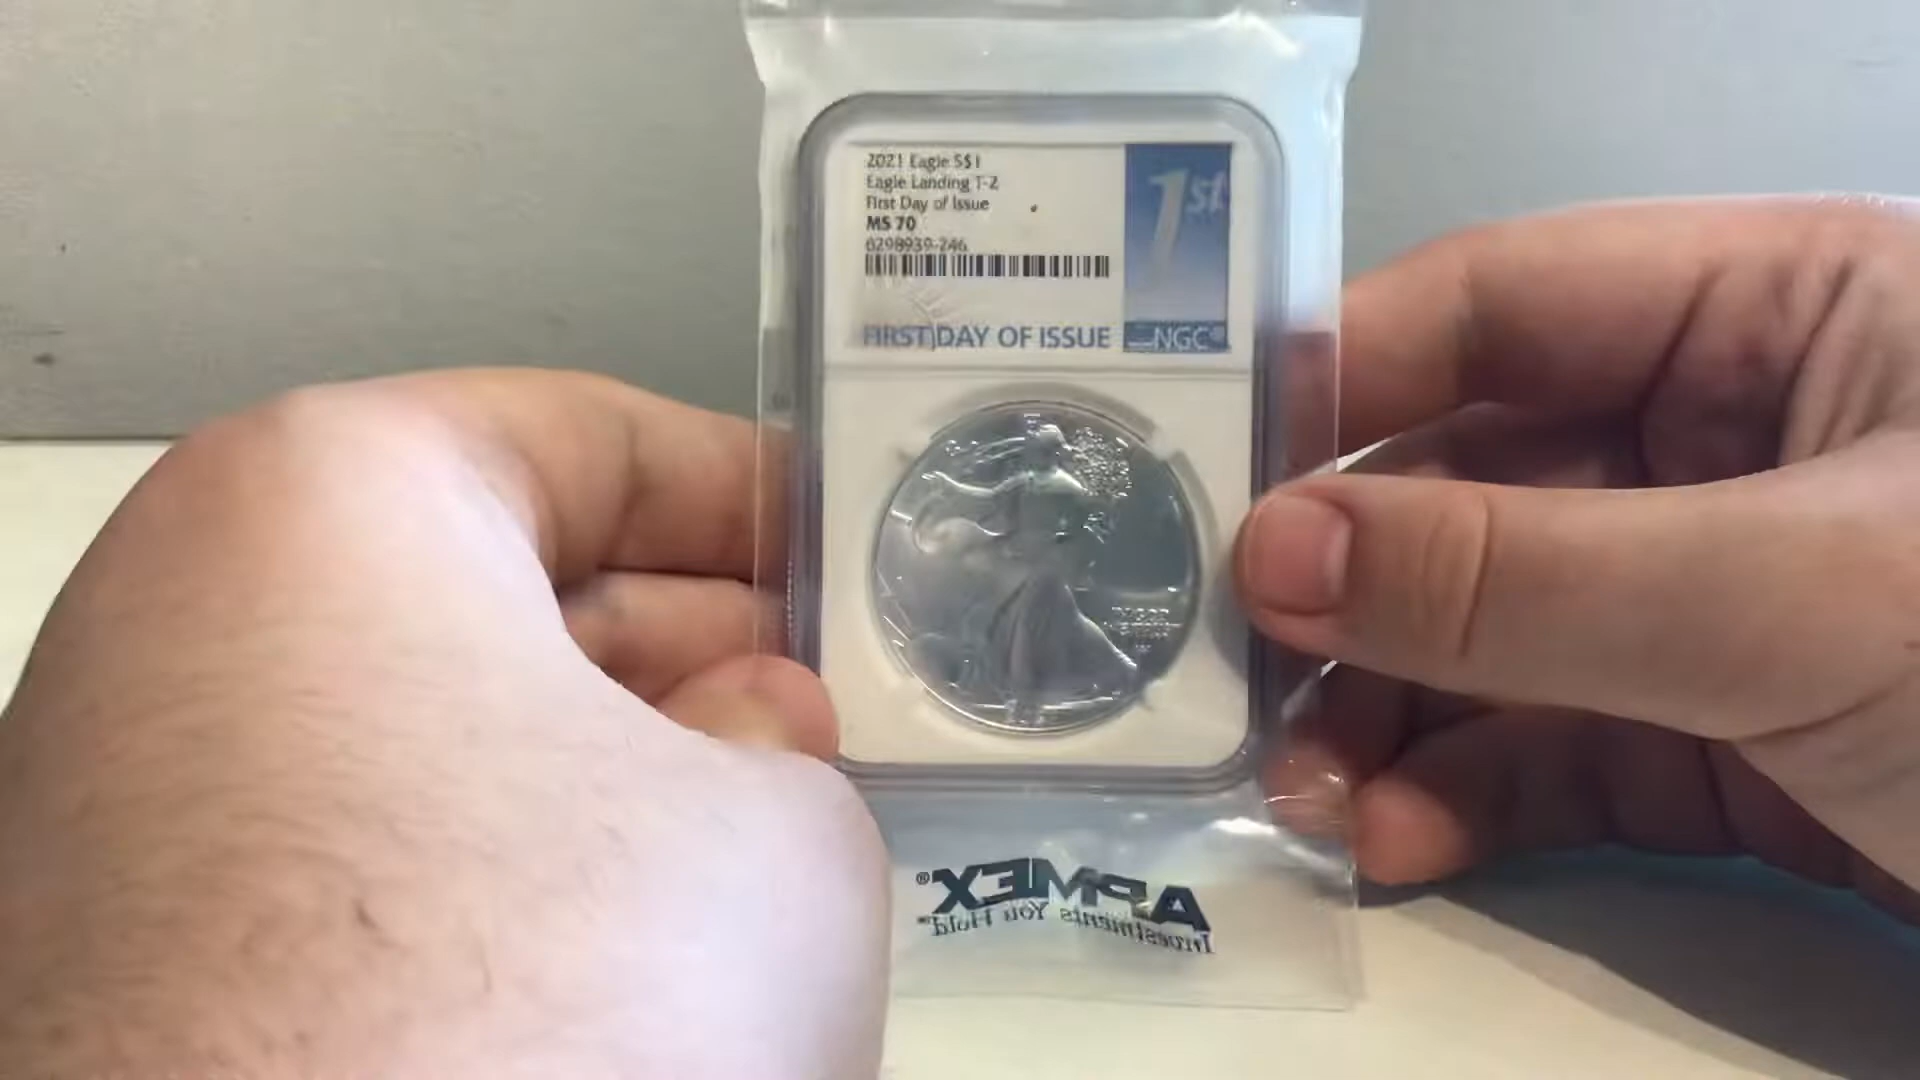 2021 Eagle S$1
Eagle Landing T-2
First Day of Issue
MS 70
6298939-246
FIRST DAY OF ISSUE
1st
NGC
APMEX®
Investments You Hold™